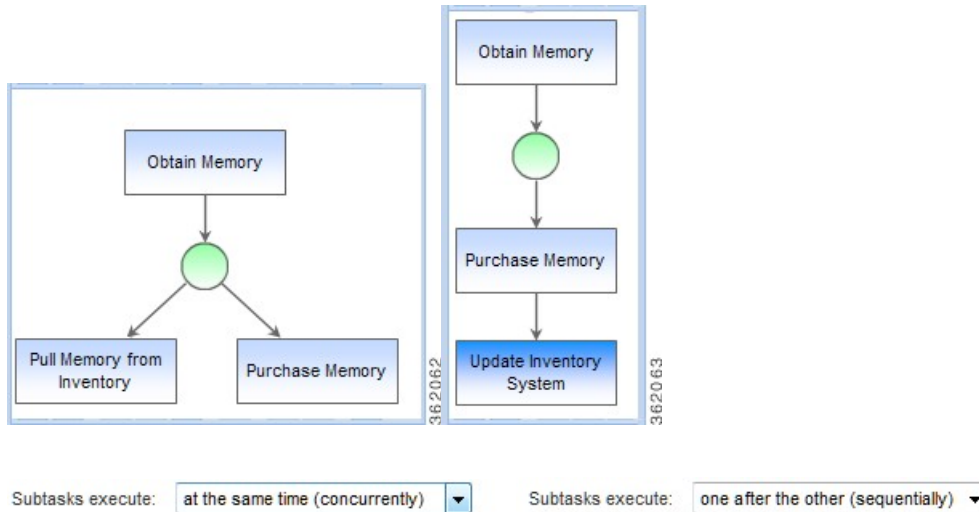 Obtain Memory
Pull Memory from
Inventory
Purchase Memory
362062
Obtain Memory
Purchase Memory
Update Inventory
System
362063
Subtasks execute: at the same time (concurrently)
Subtasks execute: one after the other (sequentially)